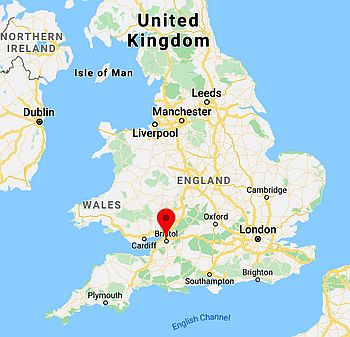 United
Kingdom
NORTHERN
IRELAND
Isle of Man
Leeds
Dublin
Manchester
Liverpool
ENGLAND
WALES
Cambridge
Oxford
Bristol
London
Cardiff
Southampton
Brighton
Plymouth
English Channel